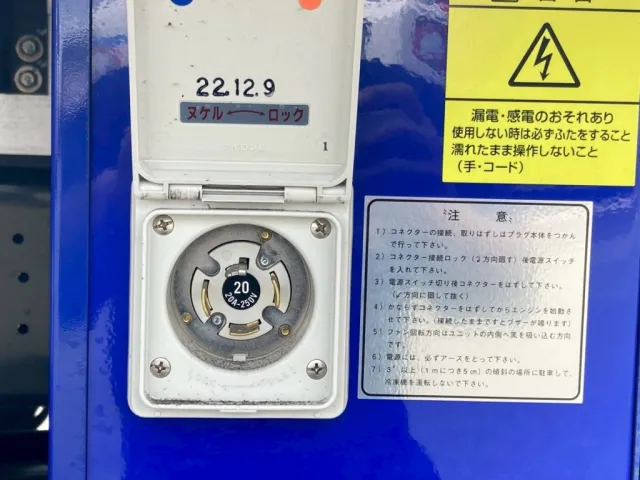 22.12.9
ヌケル ロック
1
20
20A-250V
漏電・感電のおそれあり
使用しない時は必ずふたをすること
濡れたまま操作しないこと
(手・コード)
注 意
1) コネクターの接続、取りはずしはプラグ本体をつかん
で行って下さい。
2) コネクター接続ロック(方向回す)後電源スイッチ
を入れて下さい。
3) 電源スイッチ切り後コネクターをはずして下さい。
(方向に回して抜く)
4) かならずコネクターをはずしてからエンジンを始動さ
せて下さい。(接続したままですとブザーが鳴ります)
5) ファン回転方向はユニットの内側へ風を吸い込む方向
です。
6) 電源には、必ずアースをとって下さい。
7) 3°以上(1mにつき5cm)の傾斜の場所に駐車して、
冷凍機を運転しないで下さい。